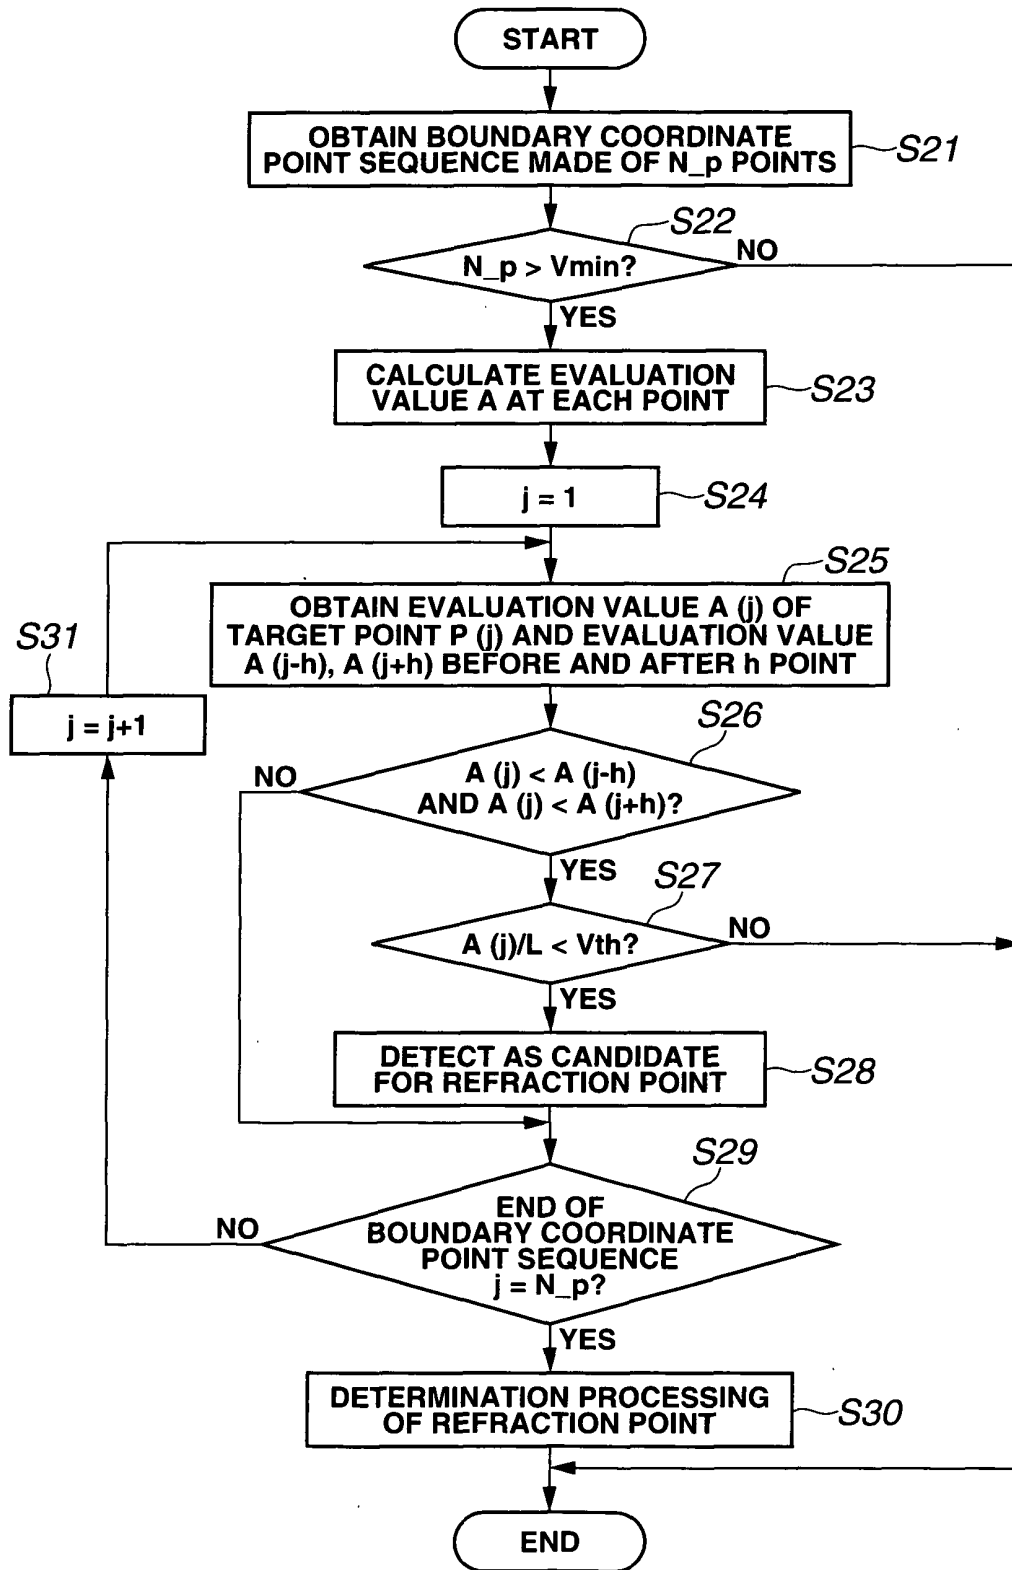 START
OBTAIN BOUNDARY COORDINATE
POINT SEQUENCE MADE OF N_p POINTS
S21
S22
N_p > Vmin?
NO
YES
CALCULATE EVALUATION
VALUE A AT EACH POINT
S23
j = 1
S24
S25
OBTAIN EVALUATION VALUE A (j) OF
TARGET POINT P (j) AND EVALUATION VALUE
A (j-h), A (j+h) BEFORE AND AFTER h POINT
S31
j = j+1
S26
A (j) < A (j-h)
AND A (j) < A (j+h)?
NO
YES
S27
A (j)/L < Vth?
NO
YES
DETECT AS CANDIDATE
FOR REFRACTION POINT
S28
S29
END OF
BOUNDARY COORDINATE
POINT SEQUENCE
j = N_p?
NO
YES
DETERMINATION PROCESSING
OF REFRACTION POINT
S30
END